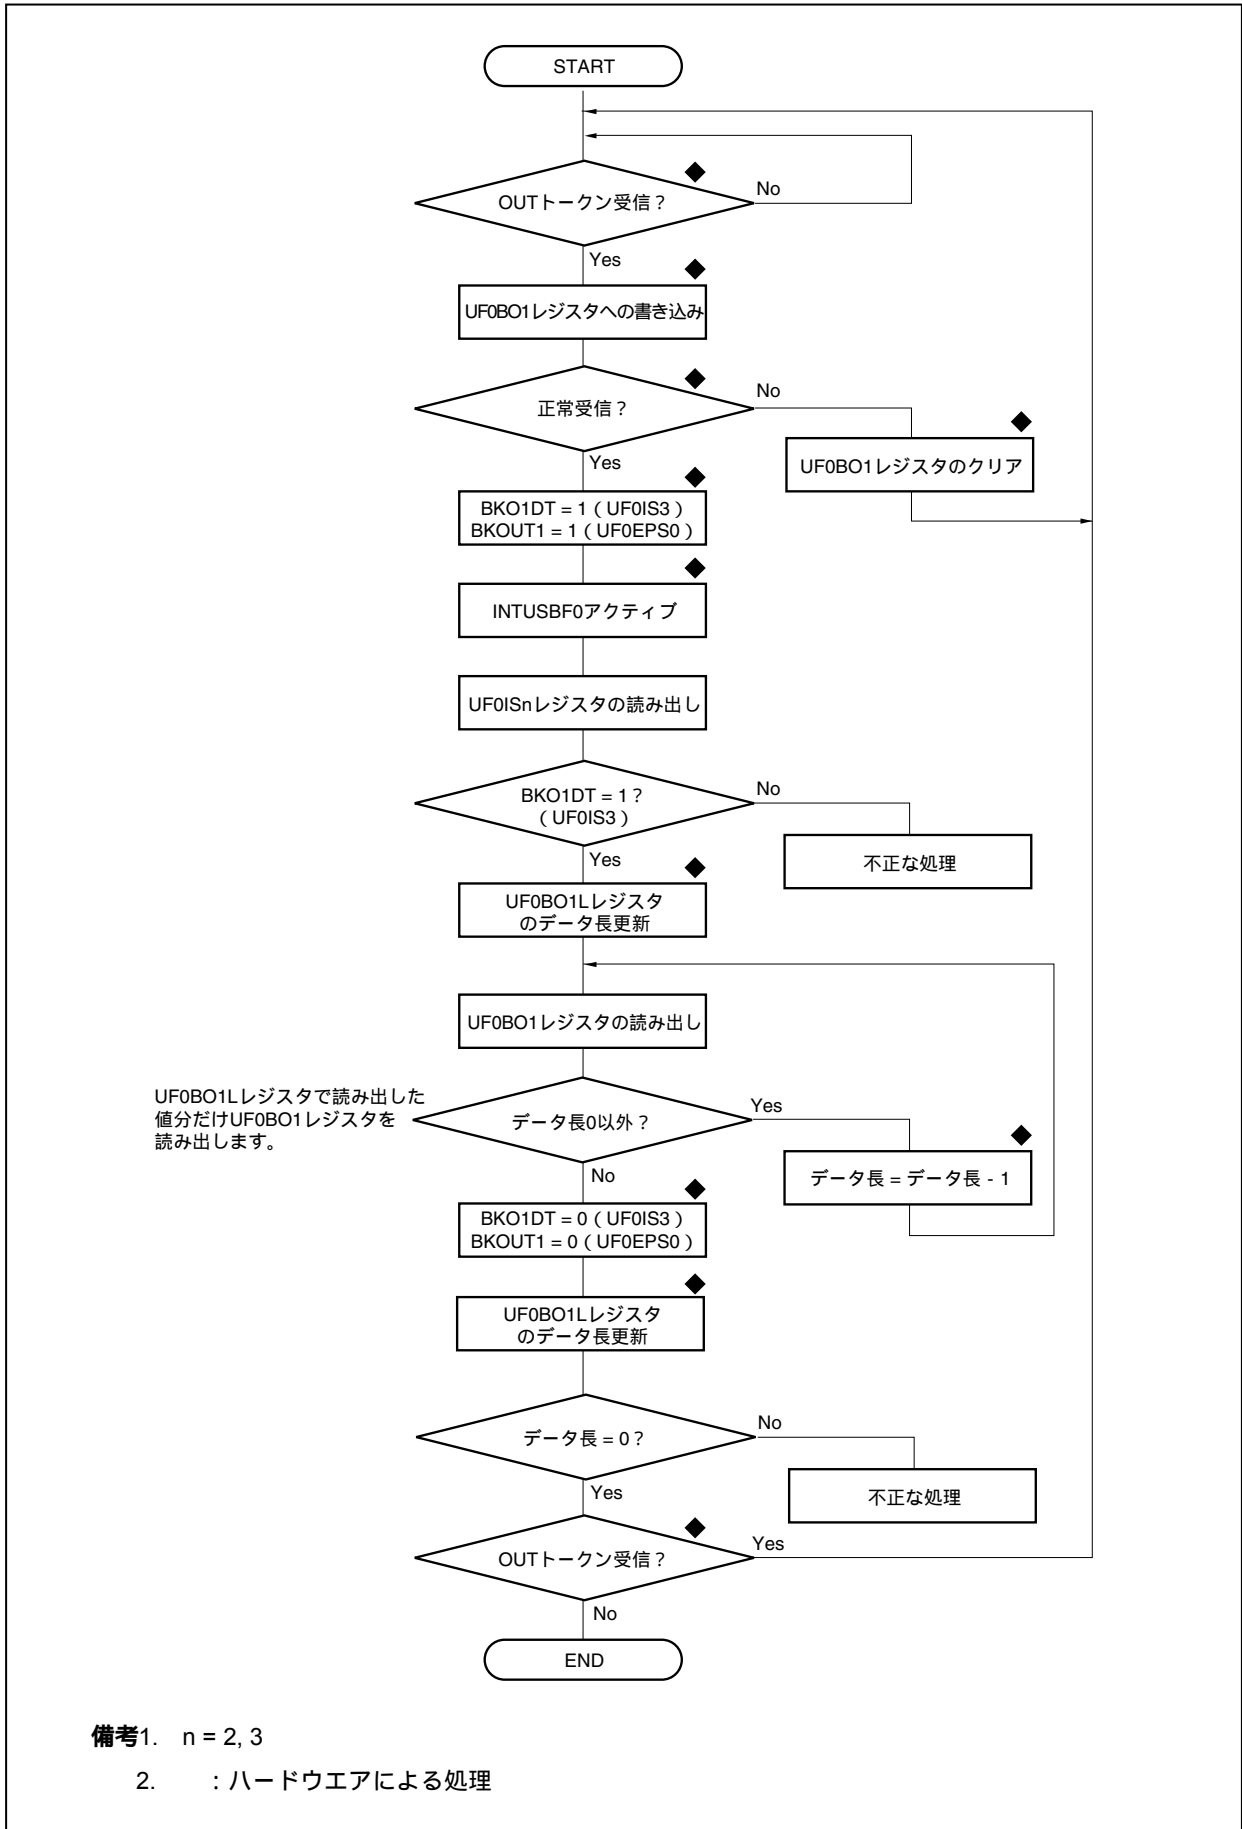 START
OUTトークン受信？
No
Yes
UF0BO1レジスタへの書き込み
正常受信？
No
Yes
UF0BO1レジスタのクリア
BKO1DT = 1（UF0IS3）
BKOUT1 = 1（UF0EPS0）
INTUSBF0アクティブ
UF0ISnレジスタの読み出し
BKO1DT = 1？
（UF0IS3）
No
Yes
不正な処理
UF0BO1Lレジスタ
のデータ長更新
UF0BO1レジスタの読み出し
UF0BO1Lレジスタで読み出した
値分だけUF0BO1レジスタを
読み出します。
データ長0以外？
Yes
No
データ長 = データ長 - 1
BKO1DT = 0（UF0IS3）
BKOUT1 = 0（UF0EPS0）
UF0BO1Lレジスタ
のデータ長更新
データ長 = 0？
No
Yes
不正な処理
OUTトークン受信？
Yes
No
END
備考1. n = 2, 3
2. ：ハードウエアによる処理